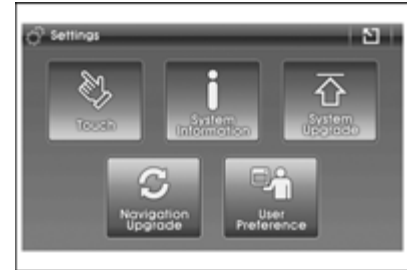 Settings
Touch
System
Information
System
Upgrade
Navigation
Upgrade
User
Preference